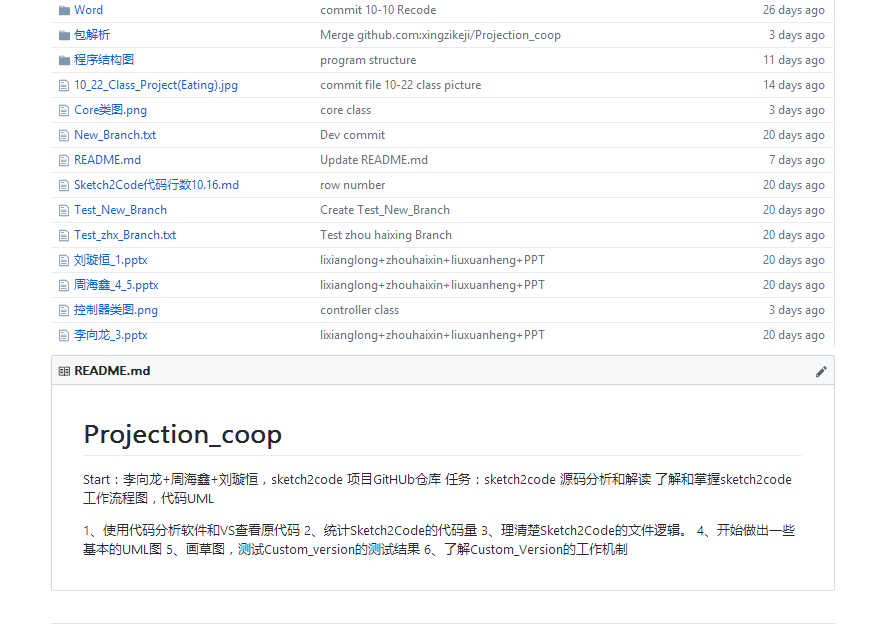 Word commit 10-10 Recode 26 days ago
包解析 Merge github.com:xingzikeji/Projection_coop 3 days ago
程序结构图 program structure 11 days ago
10_22_Class_Project(Eating).jpg commit file 10-22 class picture 14 days ago
Core类图.png core class 3 days ago
New_Branch.txt Dev commit 20 days ago
README.md Update README.md 7 days ago
Sketch2Code代码行数10.16.md row number 20 days ago
Test_New_Branch Create Test_New_Branch 20 days ago
Test_zhx_Branch.txt Test zhou haixing Branch 20 days ago
刘璇恒_1.pptx lixianglong+zhouhaixin+liuxuanheng+PPT 20 days ago
周海鑫_4_5.pptx lixianglong+zhouhaixin+liuxuanheng+PPT 20 days ago
控制器类图.png controller class 3 days ago
李向龙_3.pptx lixianglong+zhouhaixin+liuxuanheng+PPT 20 days ago
README.md
Projection_coop
Start：李向龙+周海鑫+刘璇恒，sketch2code 项目GitHUb仓库 任务：sketch2code 源码分析和解读 了解和掌握sketch2code
工作流程图，代码UML
1、使用代码分析软件和VS查看原代码 2、统计Sketch2Code的代码量 3、理清楚Sketch2Code的文件逻辑。 4、开始做出一些
基本的UML图 5、画草图，测试Custom_version的测试结果 6、了解Custom_Version的工作机制